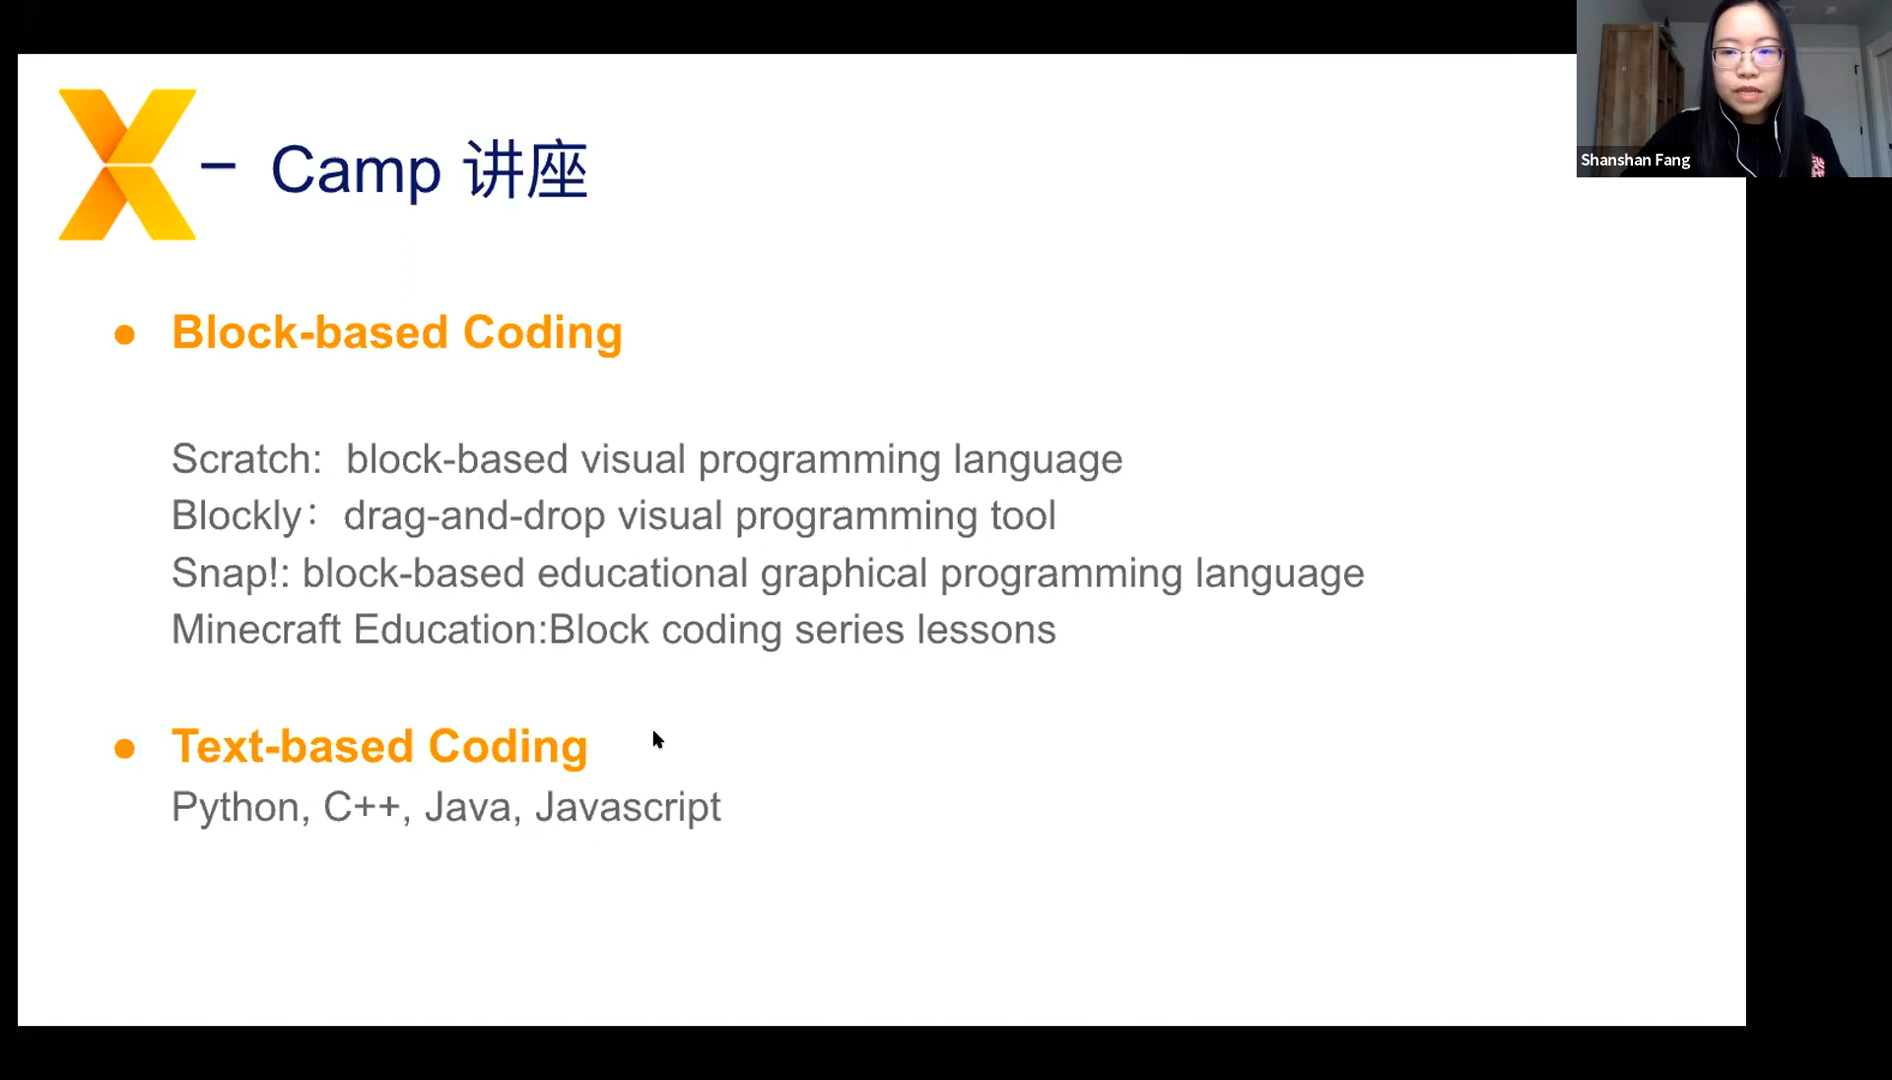 X - Camp 讲座
Shanshan Fang
● Block-based Coding
Scratch: block-based visual programming language
Blockly：drag-and-drop visual programming tool
Snap!: block-based educational graphical programming language
Minecraft Education:Block coding series lessons
● Text-based Coding
Python, C++, Java, Javascript